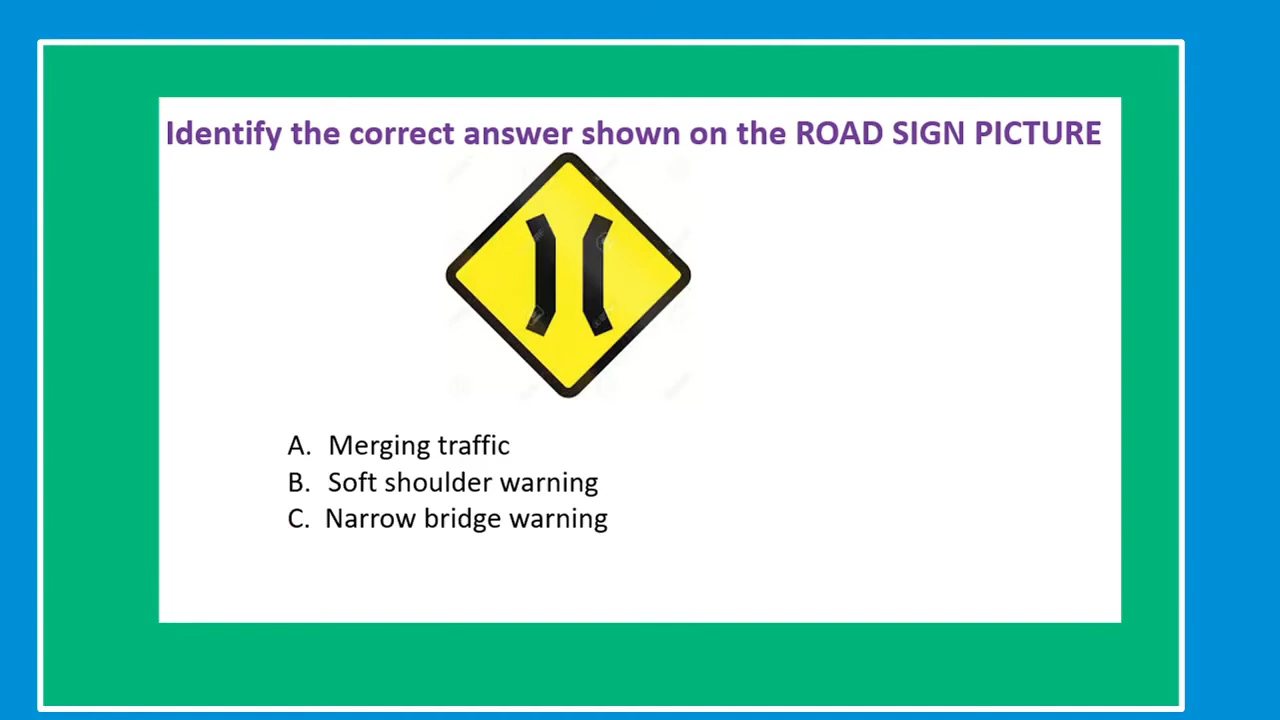 Identify the correct answer shown on the ROAD SIGN PICTURE
A. Merging traffic
B. Soft shoulder warning
C. Narrow bridge warning